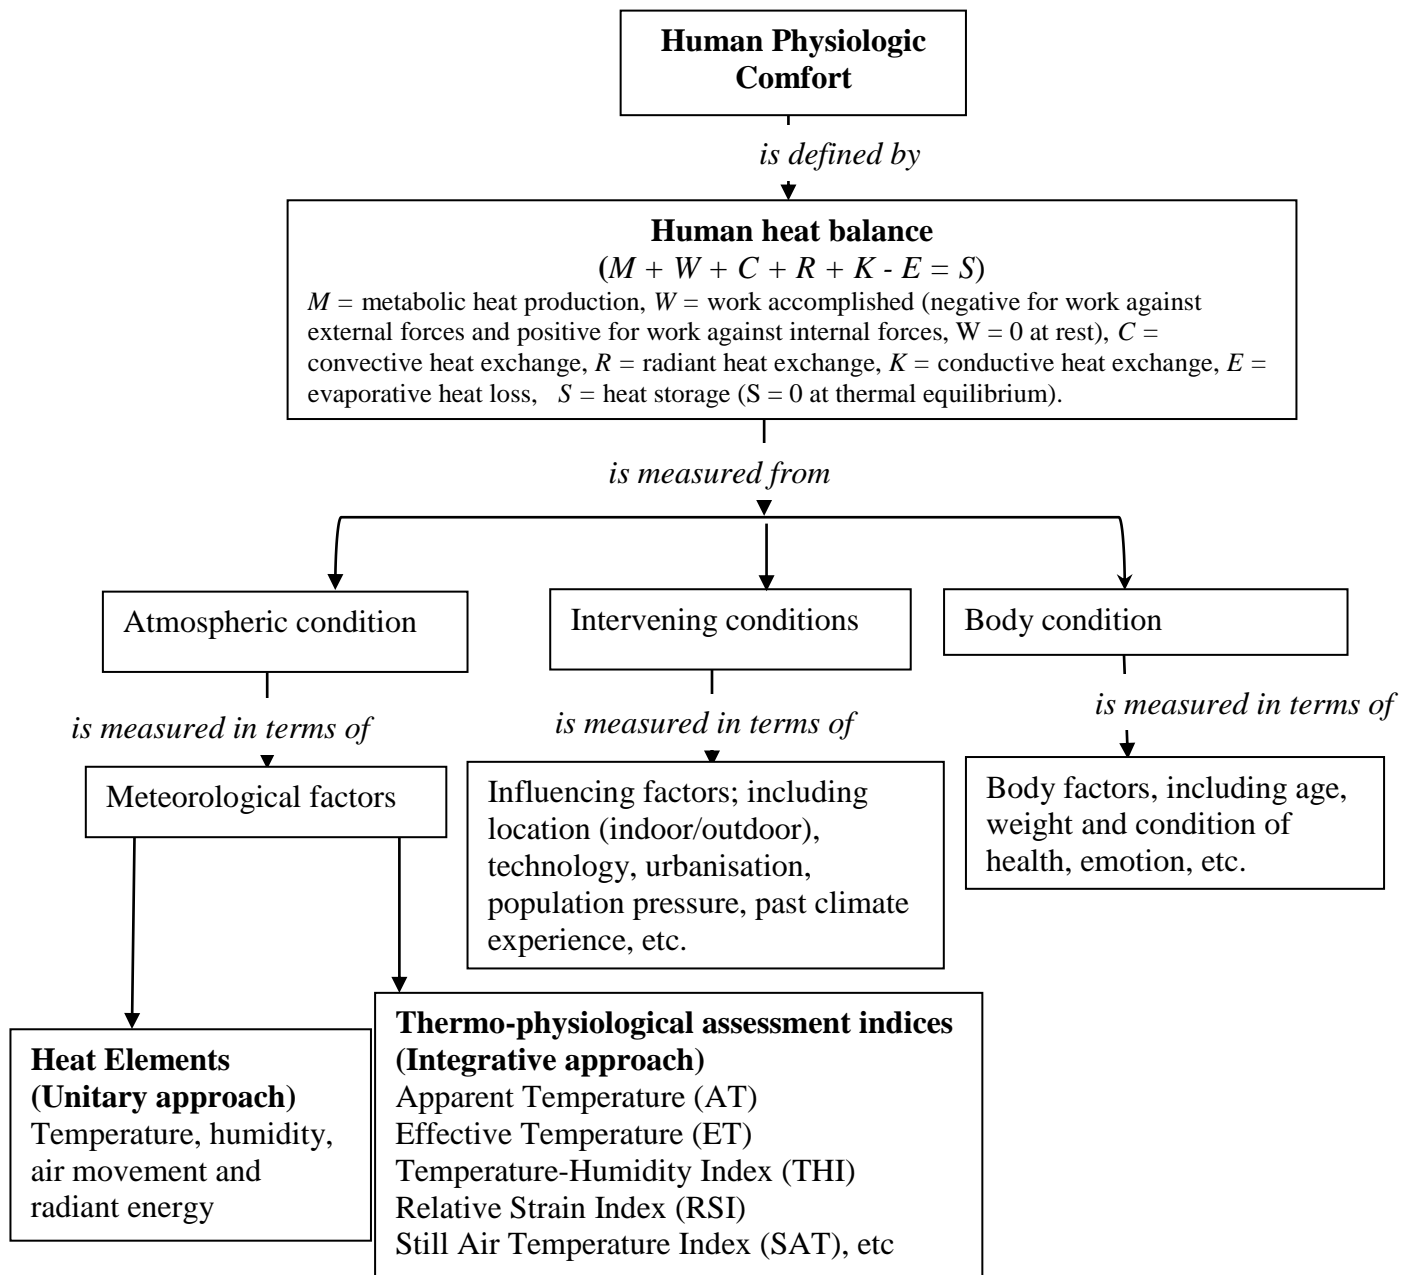 Human Physiologic
Comfort
is defined by
Human heat balance
(M + W + C + R + K - E = S)
M = metabolic heat production, W = work accomplished (negative for work against
external forces and positive for work against internal forces, W = 0 at rest), C =
convective heat exchange, R = radiant heat exchange, K = conductive heat exchange, E =
evaporative heat loss, S = heat storage (S = 0 at thermal equilibrium).
is measured from
Atmospheric condition
Intervening conditions
Body condition
is measured in terms of
is measured in terms of
is measured in terms of
Meteorological factors
Influencing factors; including
location (indoor/outdoor),
technology, urbanisation,
population pressure, past climate
experience, etc.
Body factors, including age,
weight and condition of
health, emotion, etc.
Heat Elements
(Unitary approach)
Temperature, humidity,
air movement and
radiant energy
Thermo-physiological assessment indices
(Integrative approach)
Apparent Temperature (AT)
Effective Temperature (ET)
Temperature-Humidity Index (THI)
Relative Strain Index (RSI)
Still Air Temperature Index (SAT), etc